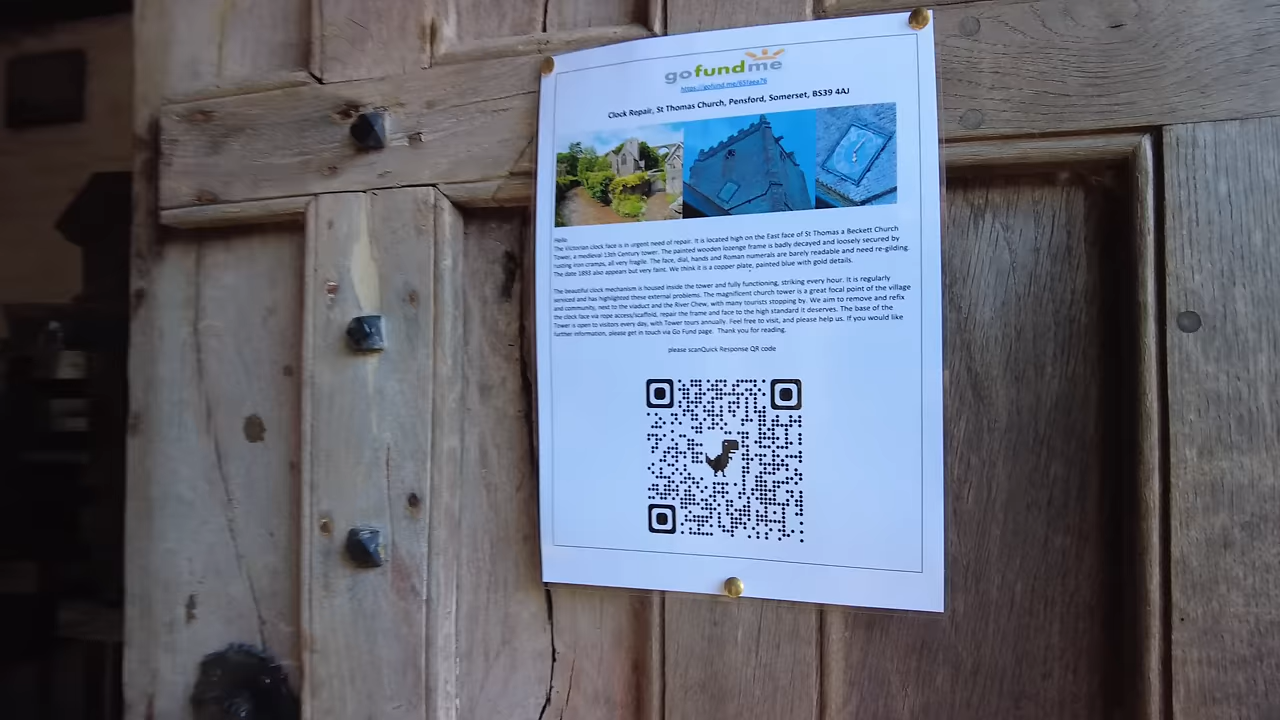 gofundme
https://gofund.me/65faea76
Clock Repair, St Thomas Church, Pensford, Somerset, BS39 4AJ
Hello
The Victorian clock face is in urgent need of repair. It is located high on the East face of St Thomas a Beckett Church
Tower, a medieval 13th Century tower. The painted wooden lozenge frame is badly decayed and loosely secured by
rusting iron cramps, all very fragile. The face, dial, hands and Roman numerals are barely readable and need re-gilding.
The date 1893 also appears but very faint. We think it is a copper plate, painted blue with gold details.
The beautiful clock mechanism is housed inside the tower and fully functioning, striking every hour. It is regularly
serviced and has highlighted these external problems. The magnificent church tower is a great focal point of the village
and community, next to the viaduct and the River Chew, with many tourists stopping by. We aim to remove and refix
the clock face via rope access/scaffold, repair the frame and face to the high standard it deserves. The base of the
Tower is open to visitors every day, with Tower tours annually. Feel free to visit, and please help us. If you would like
further information, please get in touch via Go Fund page. Thank you for reading.
please scanQuick Response QR code